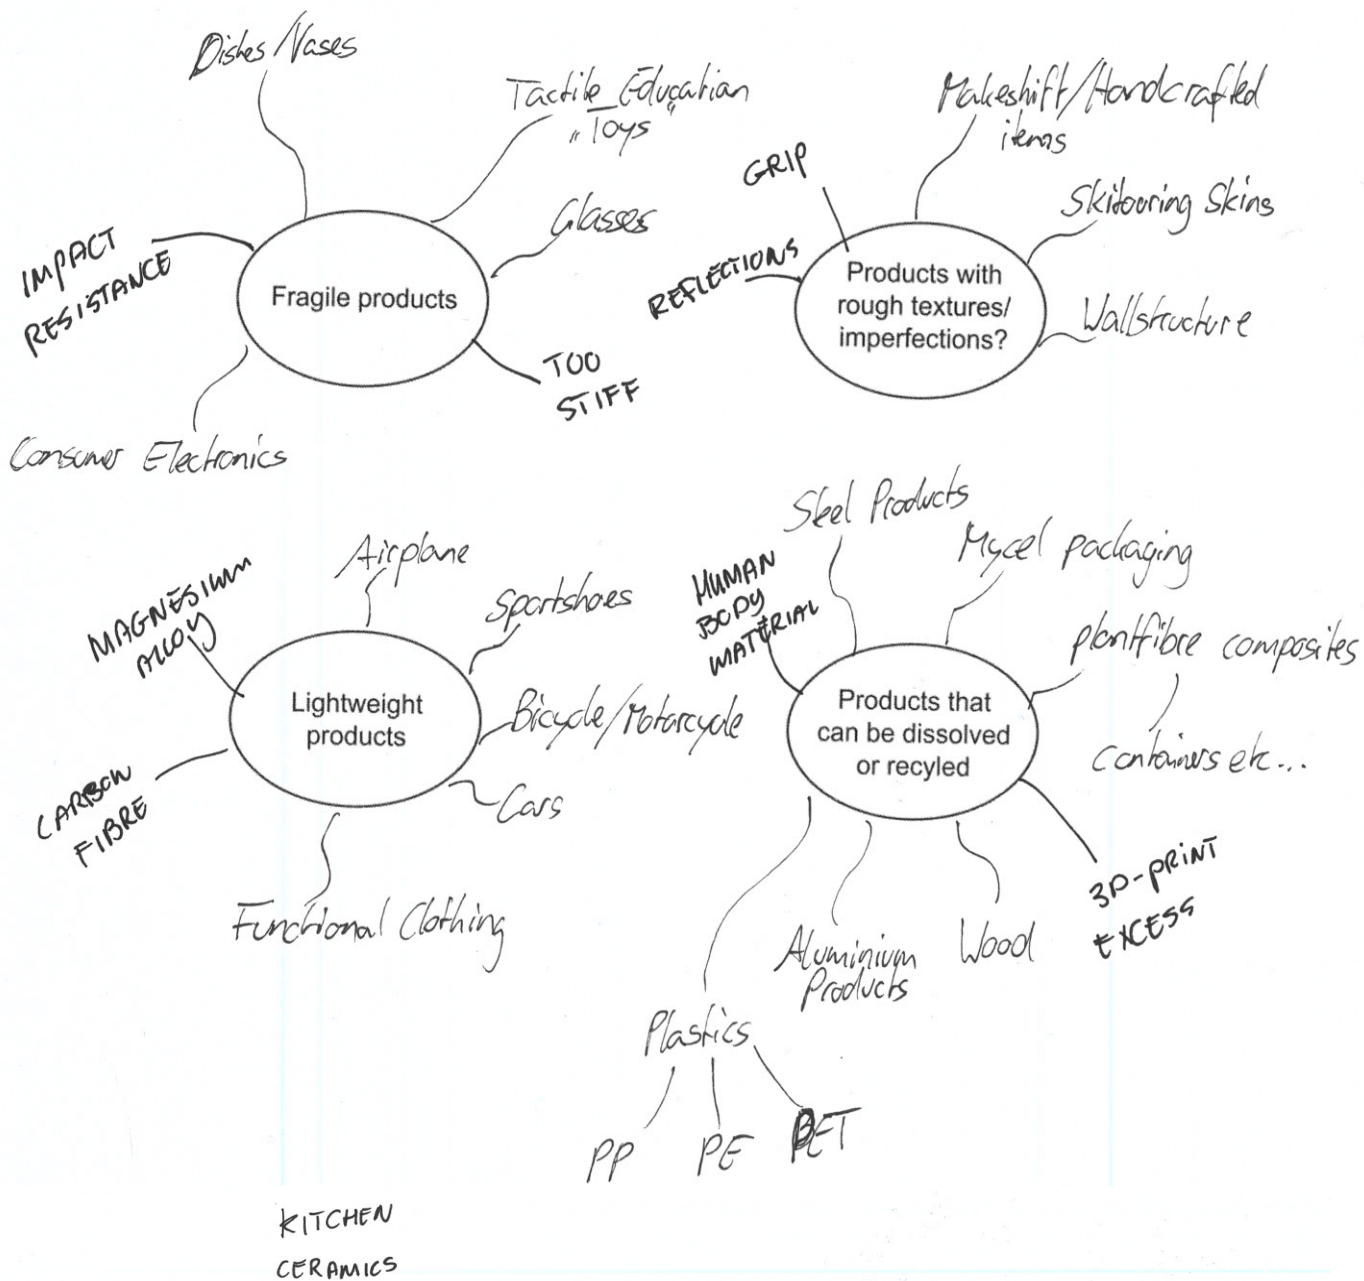 Dishes/Vases
Tactile Education
"Toys"
Glasses
IMPACT
RESISTANCE
Fragile products
TOO
STIFF
Consumer Electronics
Makeshift/Handcrafted
items
GRIP
Skitouring Skins
REFLECTIONS
Products with
rough textures/
imperfections?
Wallstructure
Airplane
Sportshoes
MAGNESIUM
ALLOY
Lightweight
products
Bicycle/Motorcycle
Cars
CARBON
FIBRE
Functional Clothing
Steel Products
Mycel packaging
HUMAN
BODY
MATERIAL
plantfibre composites
containers etc...
Products that
can be dissolved
or recyled
3D-PRINT
EXCESS
Wood
Aluminium
Products
Plastics
PP
PE
PET
KITCHEN
CERAMICS